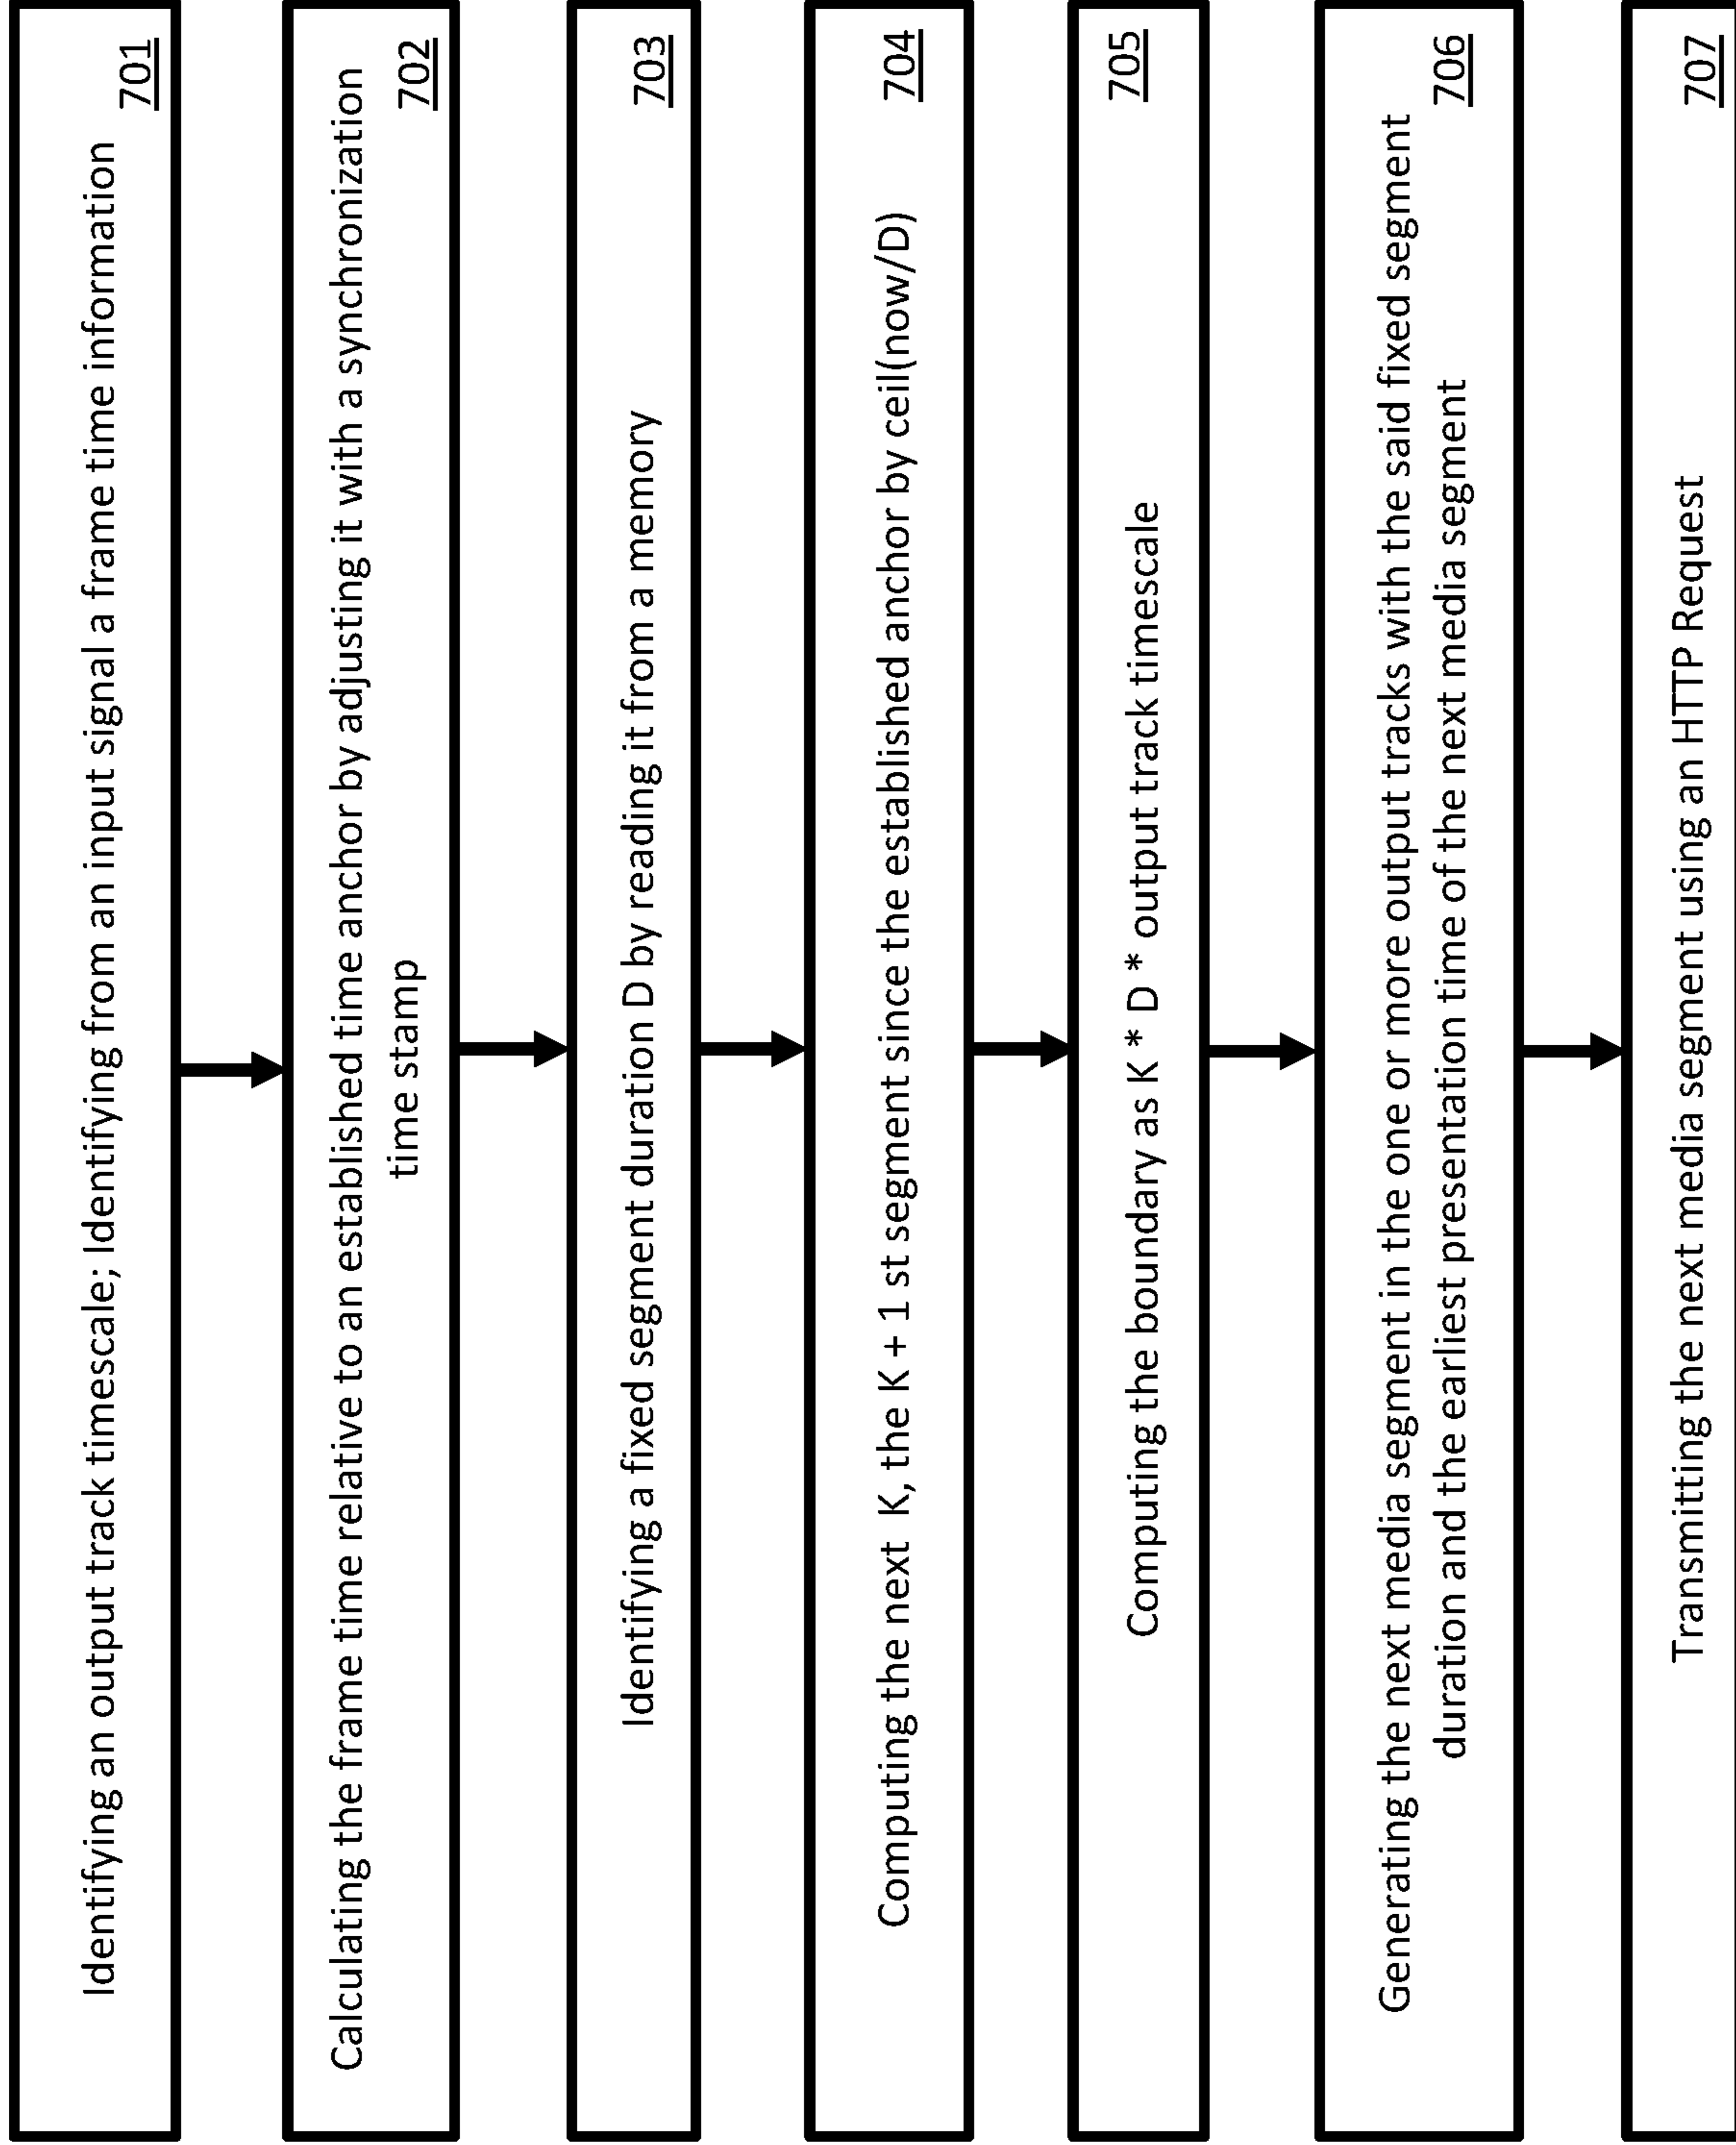 Identifying an output track timescale; Identifying from an input signal a frame time information
701
Calculating the frame time relative to an established time anchor by adjusting it with a synchronization
time stamp
702
Identifying a fixed segment duration D by reading it from a memory
703
Computing the next K, the K + 1 st segment since the established anchor by ceil(now/D)
704
Computing the boundary as K * D * output track timescale
705
Generating the next media segment in the one or more output tracks with the said fixed segment
duration and the earliest presentation time of the next media segment
706
Transmitting the next media segment using an HTTP Request
707